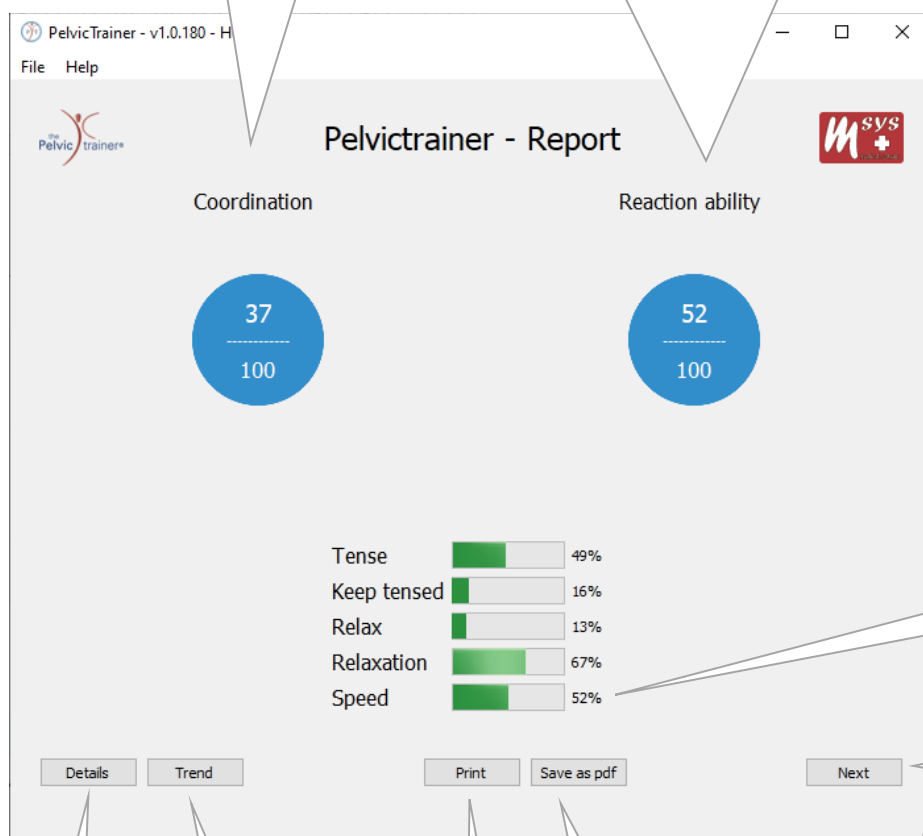 PelvicTrainer - v1.0.180 - H
File Help
the
Pelvic trainer®
Pelvictrainer - Report
msys
Coordination
Reaction ability
37
------------
100
52
------------
100
Tense 49%
Keep tensed 16%
Relax 13%
Relaxation 67%
Speed 52%
Details Trend Print Save as pdf Next